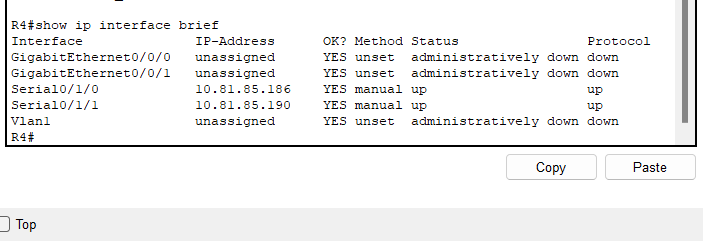 R4#show ip interface brief
Interface IP-Address OK? Method Status Protocol
GigabitEthernet0/0/0 unassigned YES unset administratively down down
GigabitEthernet0/0/1 unassigned YES unset administratively down down
Serial0/1/0 10.81.85.186 YES manual up up
Serial0/1/1 10.81.85.190 YES manual up up
Vlan1 unassigned YES unset administratively down down
R4#
Copy Paste
Top